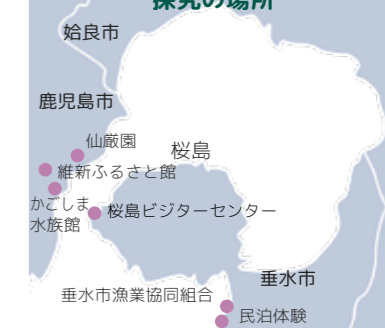 探究の場所
姶良市
鹿児島市
仙厳園
桜島
維新ふるさと館
かごしま
水族館
桜島ビジターセンター
垂水市
垂水市漁業協同組合
民泊体験